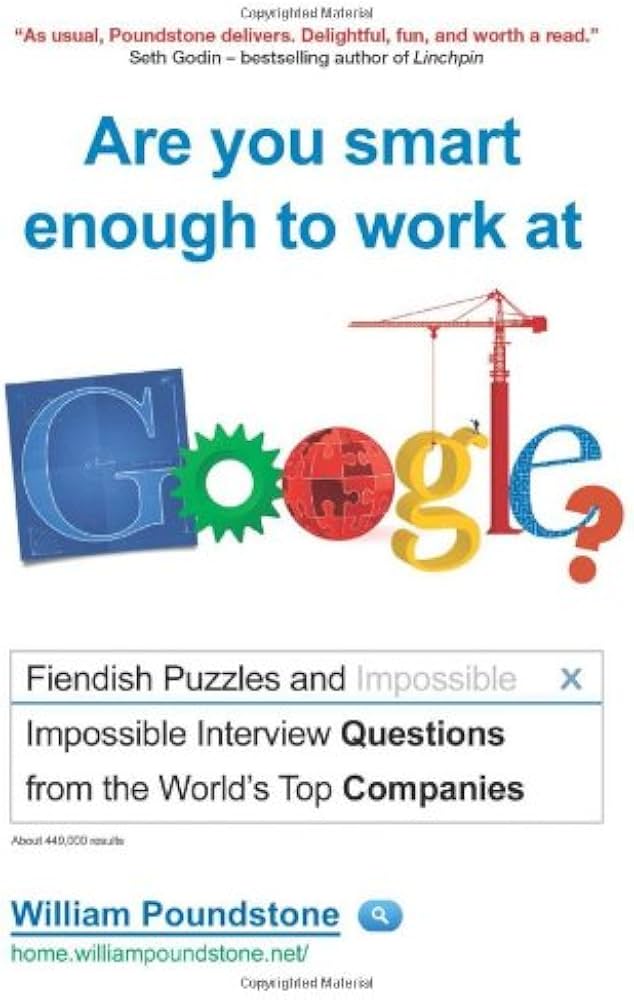 Copyrighted Material
“As usual, Poundstone delivers. Delightful, fun, and worth a read.”
Seth Godin – bestselling author of Linchpin
Are you smart
enough to work at
Google?
Fiendish Puzzles and Impossible X
Impossible Interview Questions
from the World’s Top Companies
About 449,000 results
William Poundstone
home.williampoundstone.net/
Copyrighted Material